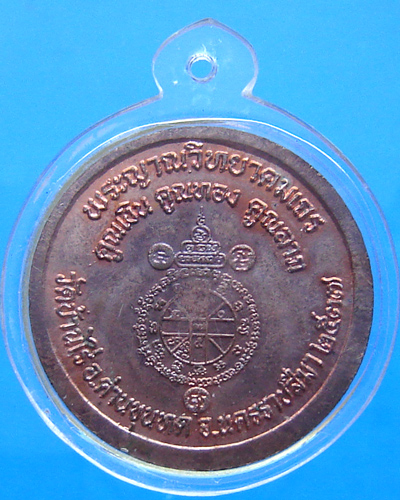 พระญาณวิทยาคมเถร
คูณเงิน คูณทอง คูณลาภ
วัดบ้านไร่ อ.ด่านขุนทด จ.นครราชสีมา ๒๕๓๗